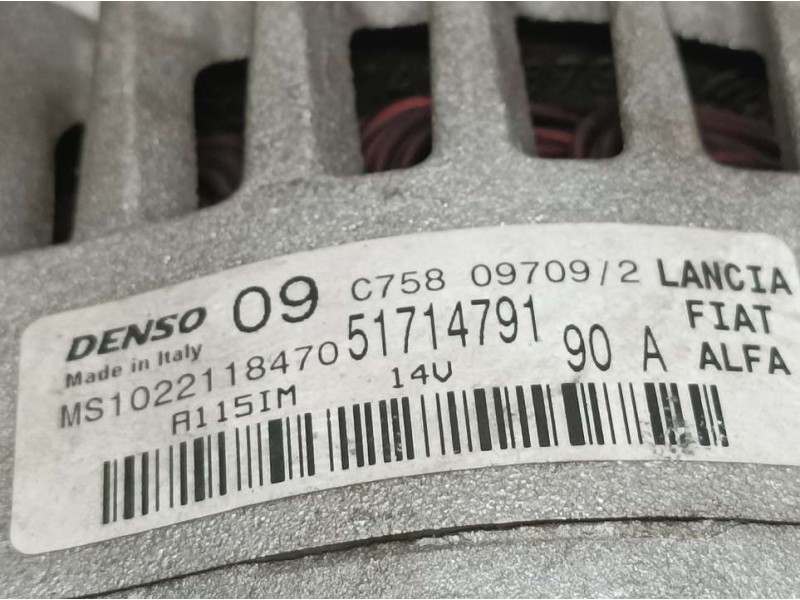 DENSO 09 C758 09709/2 LANCIA
Made in Italy 51714791 FIAT
MS1022118470 90 A ALFA
A115IM 14V